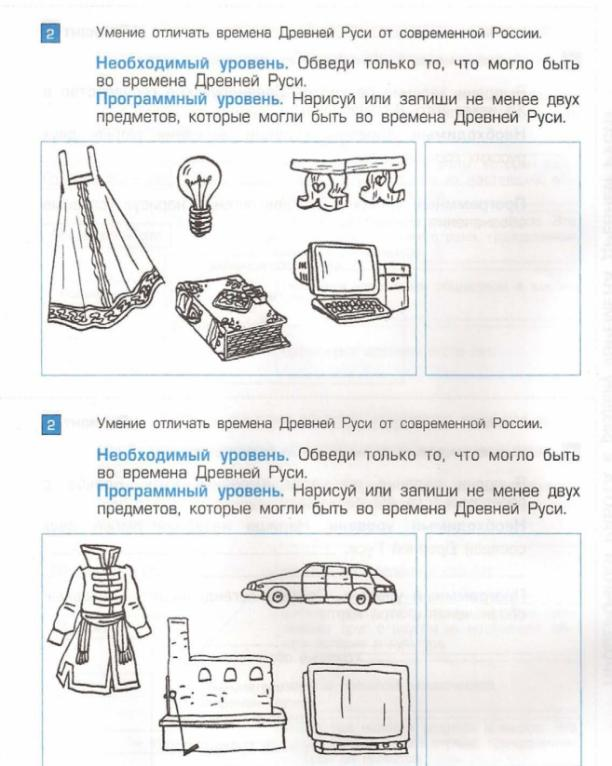 2 Умение отличать времена Древней Руси от современной России.
Необходимый уровень. Обведи только то, что могло быть
во времена Древней Руси.
Программный уровень. Нарисуй или запиши не менее двух
предметов, которые могли быть во времена Древней Руси.
2 Умение отличать времена Древней Руси от современной России.
Необходимый уровень. Обведи только то, что могло быть
во времена Древней Руси.
Программный уровень. Нарисуй или запиши не менее двух
предметов, которые могли быть во времена Древней Руси.